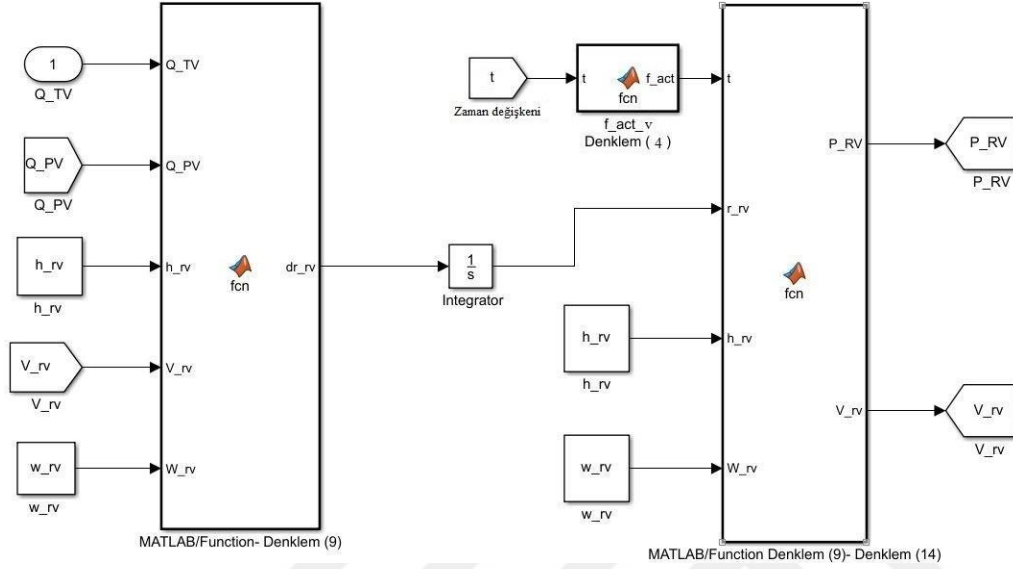 1
Q_TV
Q_TV
Q_PV
Q_PV
Q_PV
h_rv
h_rv
h_rv
V_rv
V_rv
V_rv
w_rv
w_rv
W_rv
fcn
dr_rv
MATLAB/Function- Denklem (9)
1
s
Integrator
t
Zaman değişkeni
t
f_act
fcn
f_act_v
Denklem ( 4 )
h_rv
h_rv
w_rv
w_rv
t
r_rv
h_rv
W_rv
fcn
P_RV
V_rv
MATLAB/Function Denklem (9)- Denklem (14)
P_RV
P_RV
V_rv
V_rv